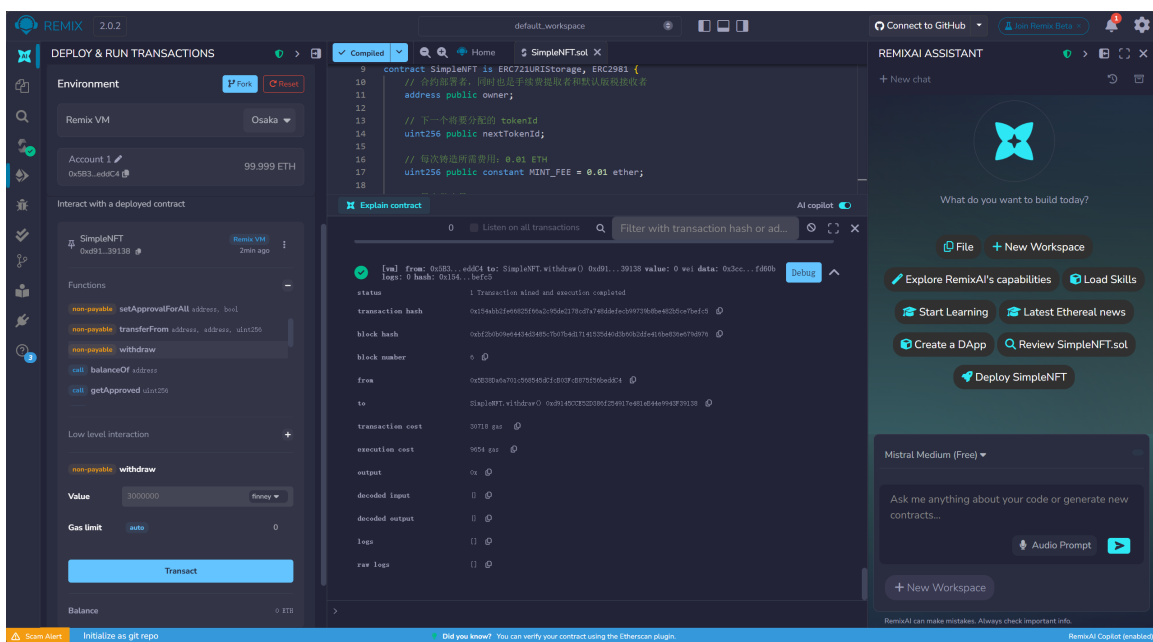 REMIX 2.0.2
default_workspace
Connect to GitHub
Join Remix Beta
DEPLOY & RUN TRANSACTIONS
Compiled
Home
SimpleNFT.sol
REMIXAI ASSISTANT
Environment
Fork
Reset
Remix VM
Osaka
Account 1
0x5B3...eddC4
99.999 ETH
Interact with a deployed contract
SimpleNFT
0xd91...39138
Remix VM
2min ago
Functions
non-payable setApprovalForAll address, bool
non-payable transferFrom address, address, uint256
non-payable withdraw
call balanceOf address
call getApproved uint256
Low level interaction
non-payable withdraw
Value 3000000 finney
Gas limit auto 0
Transact
Balance 0 ETH
9 contract SimpleNFT is ERC721URIStorage, ERC2981 {
10 // 合约部署者，同时也是手续费提取者和默认版税接收者
11 address public owner;
12
13 // 下一个将要分配的 tokenId
14 uint256 public nextTokenId;
15
16 // 每次铸造所需费用：0.01 ETH
17 uint256 public constant MINT_FEE = 0.01 ether;
18
Explain contract
AI copilot
0 Listen on all transactions Filter with transaction hash or ad...
[vm] from: 0x5B3...eddC4 to: SimpleNFT.withdraw() 0xd91...39138 value: 0 wei data: 0x3cc...fd60b
logs: 0 hash: 0x154...befc5
Debug
status 1 Transaction mined and execution completed
transaction hash
block hash
block number 6
from
to
transaction cost 30718 gas
execution cost 9654 gas
output 0x
decoded input {}
decoded output {}
logs []
raw logs []
>
+ New chat
What do you want to build today?
File
+ New Workspace
Explore RemixAI's capabilities
Load Skills
Start Learning
Latest Ethereal news
Create a DApp
Review SimpleNFT.sol
Deploy SimpleNFT
Mistral Medium (Free)
Ask me anything about your code or generate new
contracts...
Audio Prompt
+ New Workspace
RemixAI can make mistakes. Always check important info.
3
1
Scam Alert
Initialize as git repo
Did you know? You can verify your contract using the Etherscan plugin.
RemixAI Copilot (enabled)